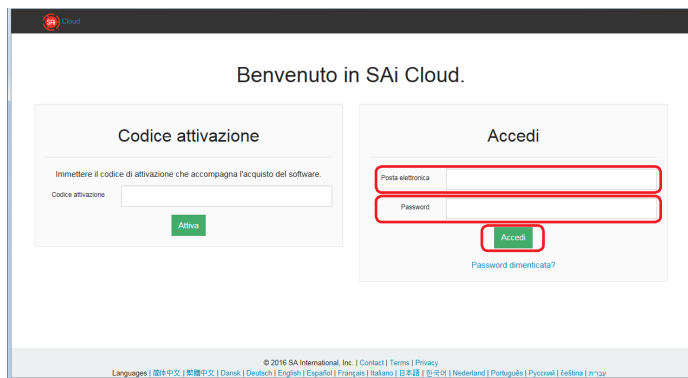 SAi Cloud
Benvenuto in SAi Cloud.
Codice attivazione
Immettere il codice di attivazione che accompagna l'acquisto del software.
Codice attivazione
Attiva
Accedi
Posta elettronica
Password
Accedi
Password dimenticata?
© 2016 SA International, Inc. | Contact | Terms | Privacy
Languages | 简体中文 | 繁體中文 | Dansk | Deutsch | English | Español | Français | Italiano | 日本語 | 한국어 | Nederland | Português | Русский | čeština | עברית